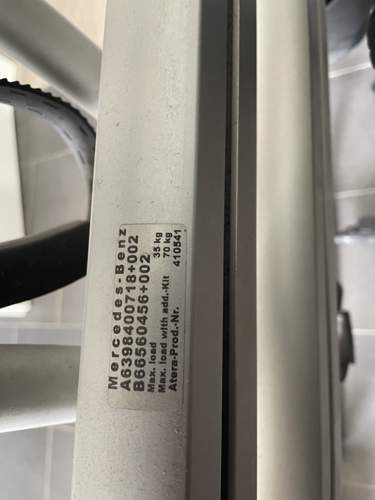 Mercedes-Benz
A6398400718+002
B66560456+002
Max. load 35 kg
Max. load with add.-Kit 70 kg
Atera-Prod.-Nr. 410541